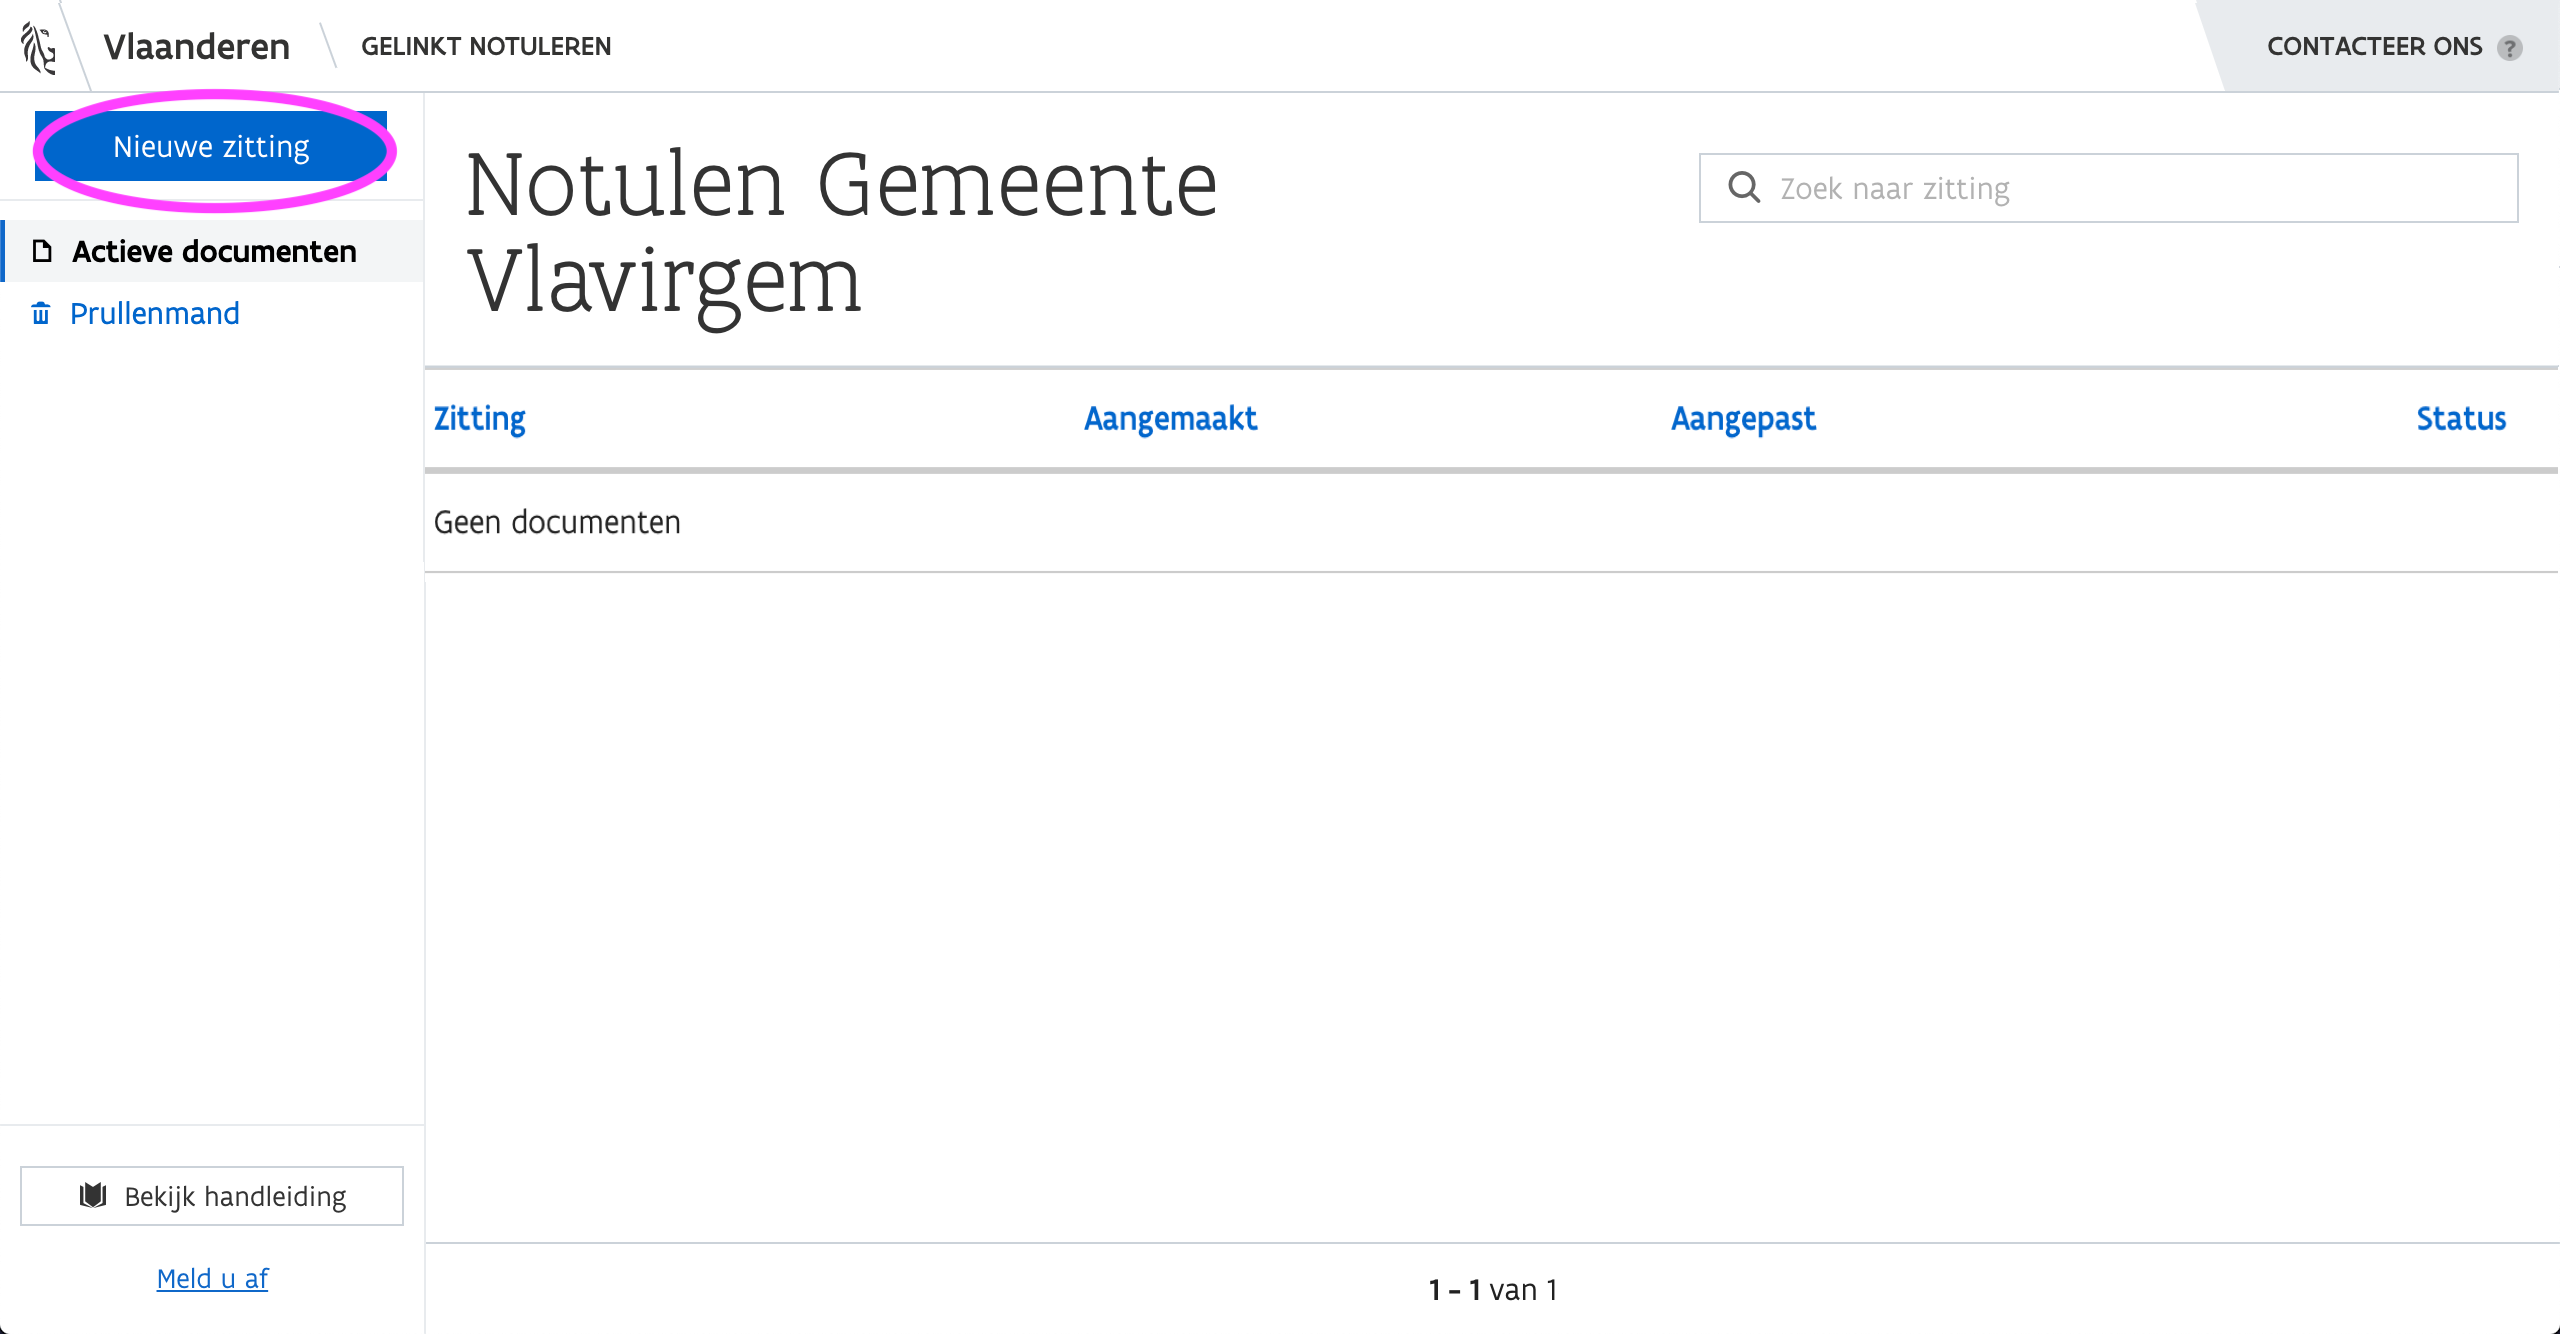 Vlaanderen
GELINKT NOTULEREN
CONTACTEER ONS ?
Nieuwe zitting
Actieve documenten
Prullenmand
Notulen Gemeente
Vlavirgem
Zoek naar zitting
Zitting Aangemaakt Aangepast Status
Geen documenten
Bekijk handleiding
Meld u af
1 - 1 van 1